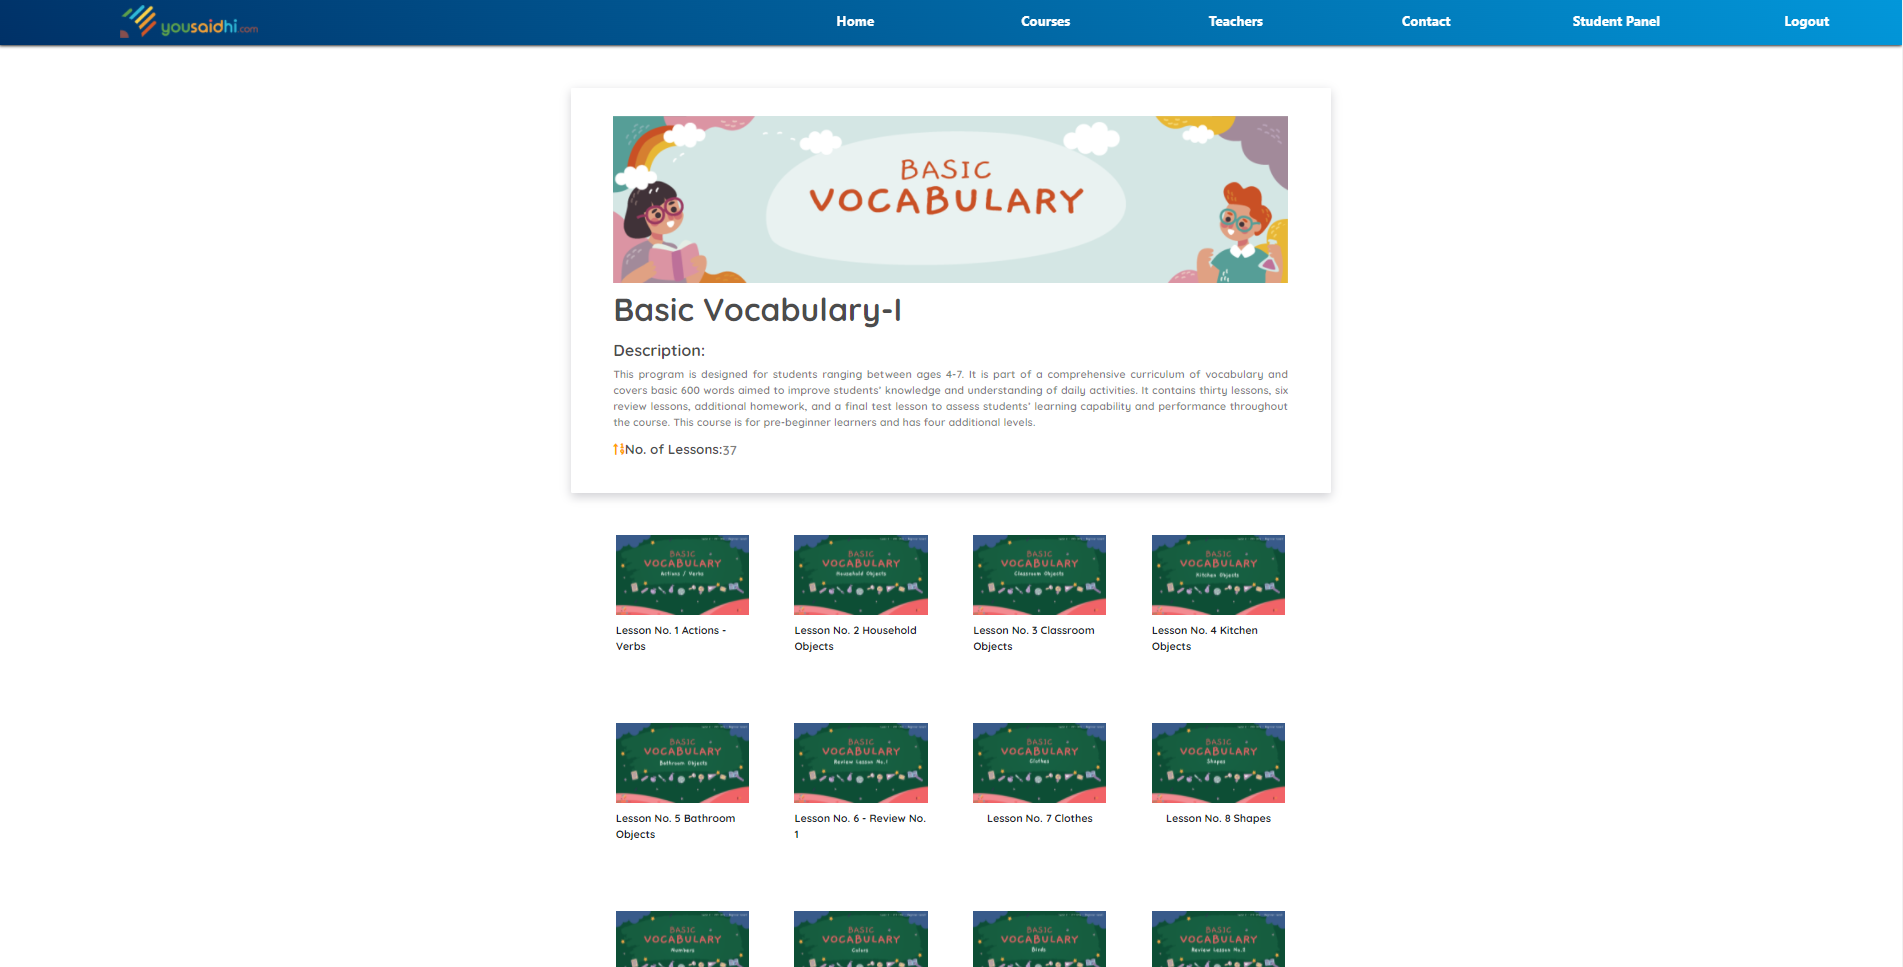 yousaidhi.com
Home Courses Teachers Contact Student Panel Logout
BASIC
VOCABULARY
Basic Vocabulary-I
Description:
This program is designed for students ranging between ages 4-7. It is part of a comprehensive curriculum of vocabulary and
covers basic 600 words aimed to improve students' knowledge and understanding of daily activities. It contains thirty lessons, six
review lessons, additional homework, and a final test lesson to assess students' learning capability and performance throughout
the course. This course is for pre-beginner learners and has four additional levels.
No. of Lessons:37
BASIC
VOCABULARY
Actions / Verbs
Lesson No. 1 Actions -
Verbs
BASIC
VOCABULARY
Household Objects
Lesson No. 2 Household
Objects
BASIC
VOCABULARY
Classroom Objects
Lesson No. 3 Classroom
Objects
BASIC
VOCABULARY
Kitchen Objects
Lesson No. 4 Kitchen
Objects
BASIC
VOCABULARY
Bathroom Objects
Lesson No. 5 Bathroom
Objects
BASIC
VOCABULARY
Review Lesson No.1
Lesson No. 6 - Review No.
1
BASIC
VOCABULARY
Clothes
Lesson No. 7 Clothes
BASIC
VOCABULARY
Shapes
Lesson No. 8 Shapes
BASIC
VOCABULARY
Numbers
BASIC
VOCABULARY
Colors
BASIC
VOCABULARY
Birds
BASIC
VOCABULARY
Review Lesson No.2